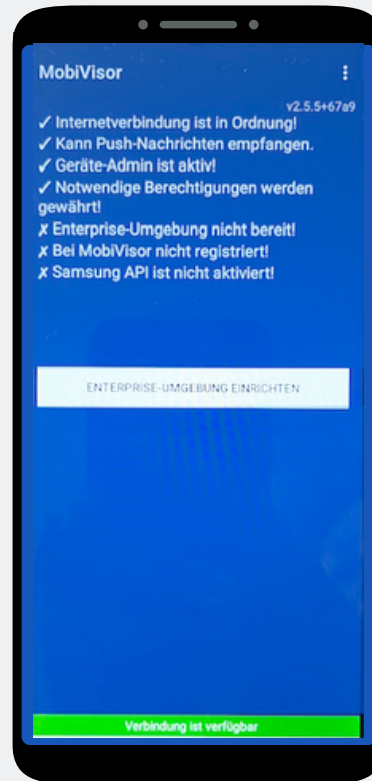 MobiVisor
v2.5.5+67a9
✓ Internetverbindung ist in Ordnung!
✓ Kann Push-Nachrichten empfangen.
✓ Geräte-Admin ist aktiv!
✓ Notwendige Berechtigungen werden
gewährt!
✗ Enterprise-Umgebung nicht bereit!
✗ Bei MobiVisor nicht registriert!
✗ Samsung API ist nicht aktiviert!
ENTERPRISE-UMGEBUNG EINRICHTEN
Verbindung ist verfügbar